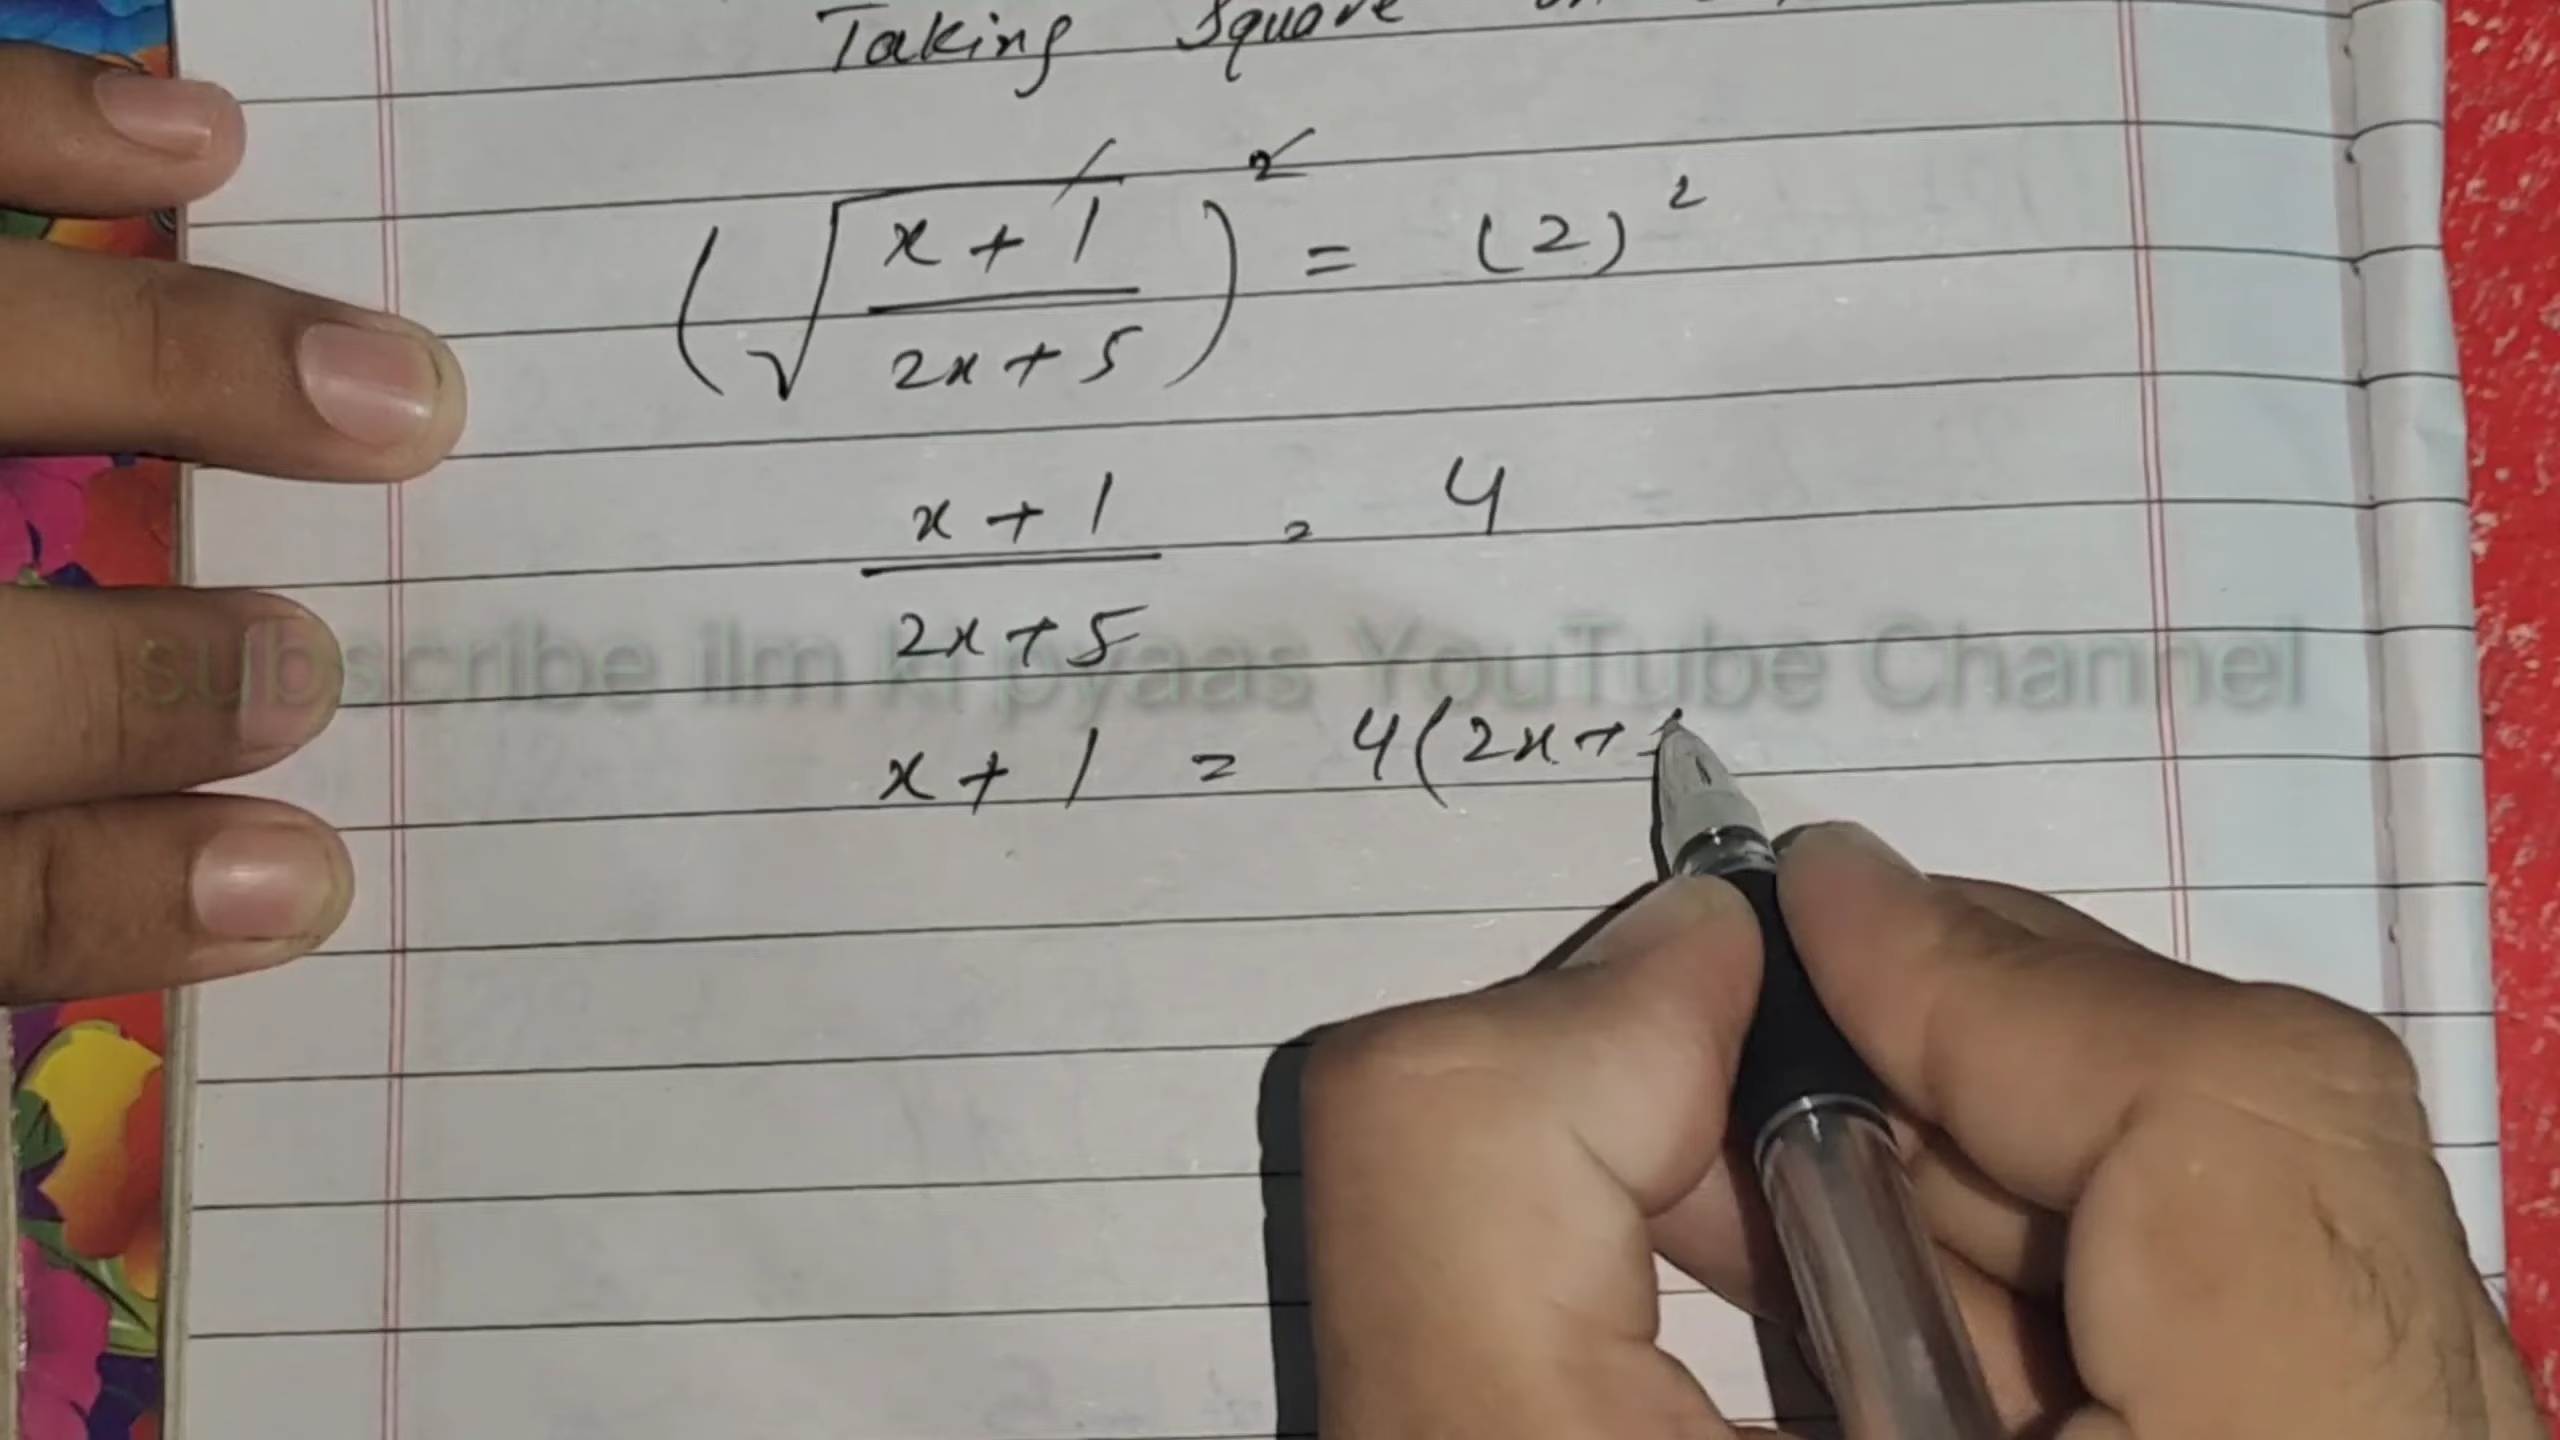 Taking Square on
(√(x + 1 / 2x + 5))² = (2)²
x + 1 / 2x + 5 = 4
subscribe ilm ki pyaas YouTube Channel
x + 1 = 4(2x +